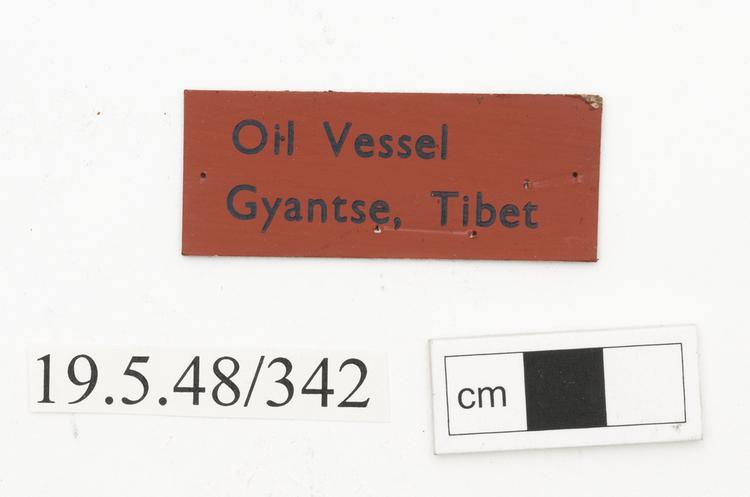 Oil Vessel
Gyantse, Tibet
19.5.48/342
cm